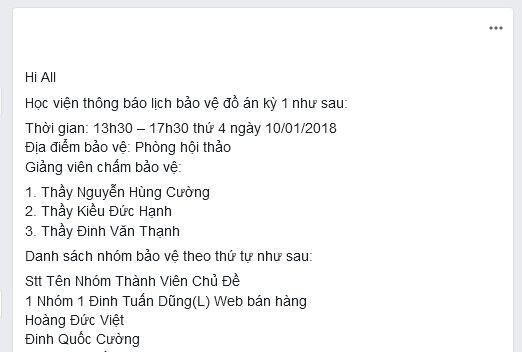 Hi All
Học viện thông báo lịch bảo vệ đồ án kỳ 1 như sau:
Thời gian: 13h30 – 17h30 thứ 4 ngày 10/01/2018
Địa điểm bảo vệ: Phòng hội thảo
Giảng viên chấm bảo vệ:
1. Thầy Nguyễn Hùng Cường
2. Thầy Kiều Đức Hạnh
3. Thầy Đinh Văn Thạnh
Danh sách nhóm bảo vệ theo thứ tự như sau:
Stt Tên Nhóm Thành Viên Chủ Đề
1 Nhóm 1 Đinh Tuấn Dũng(L) Web bán hàng
Hoàng Đức Việt
Đinh Quốc Cường